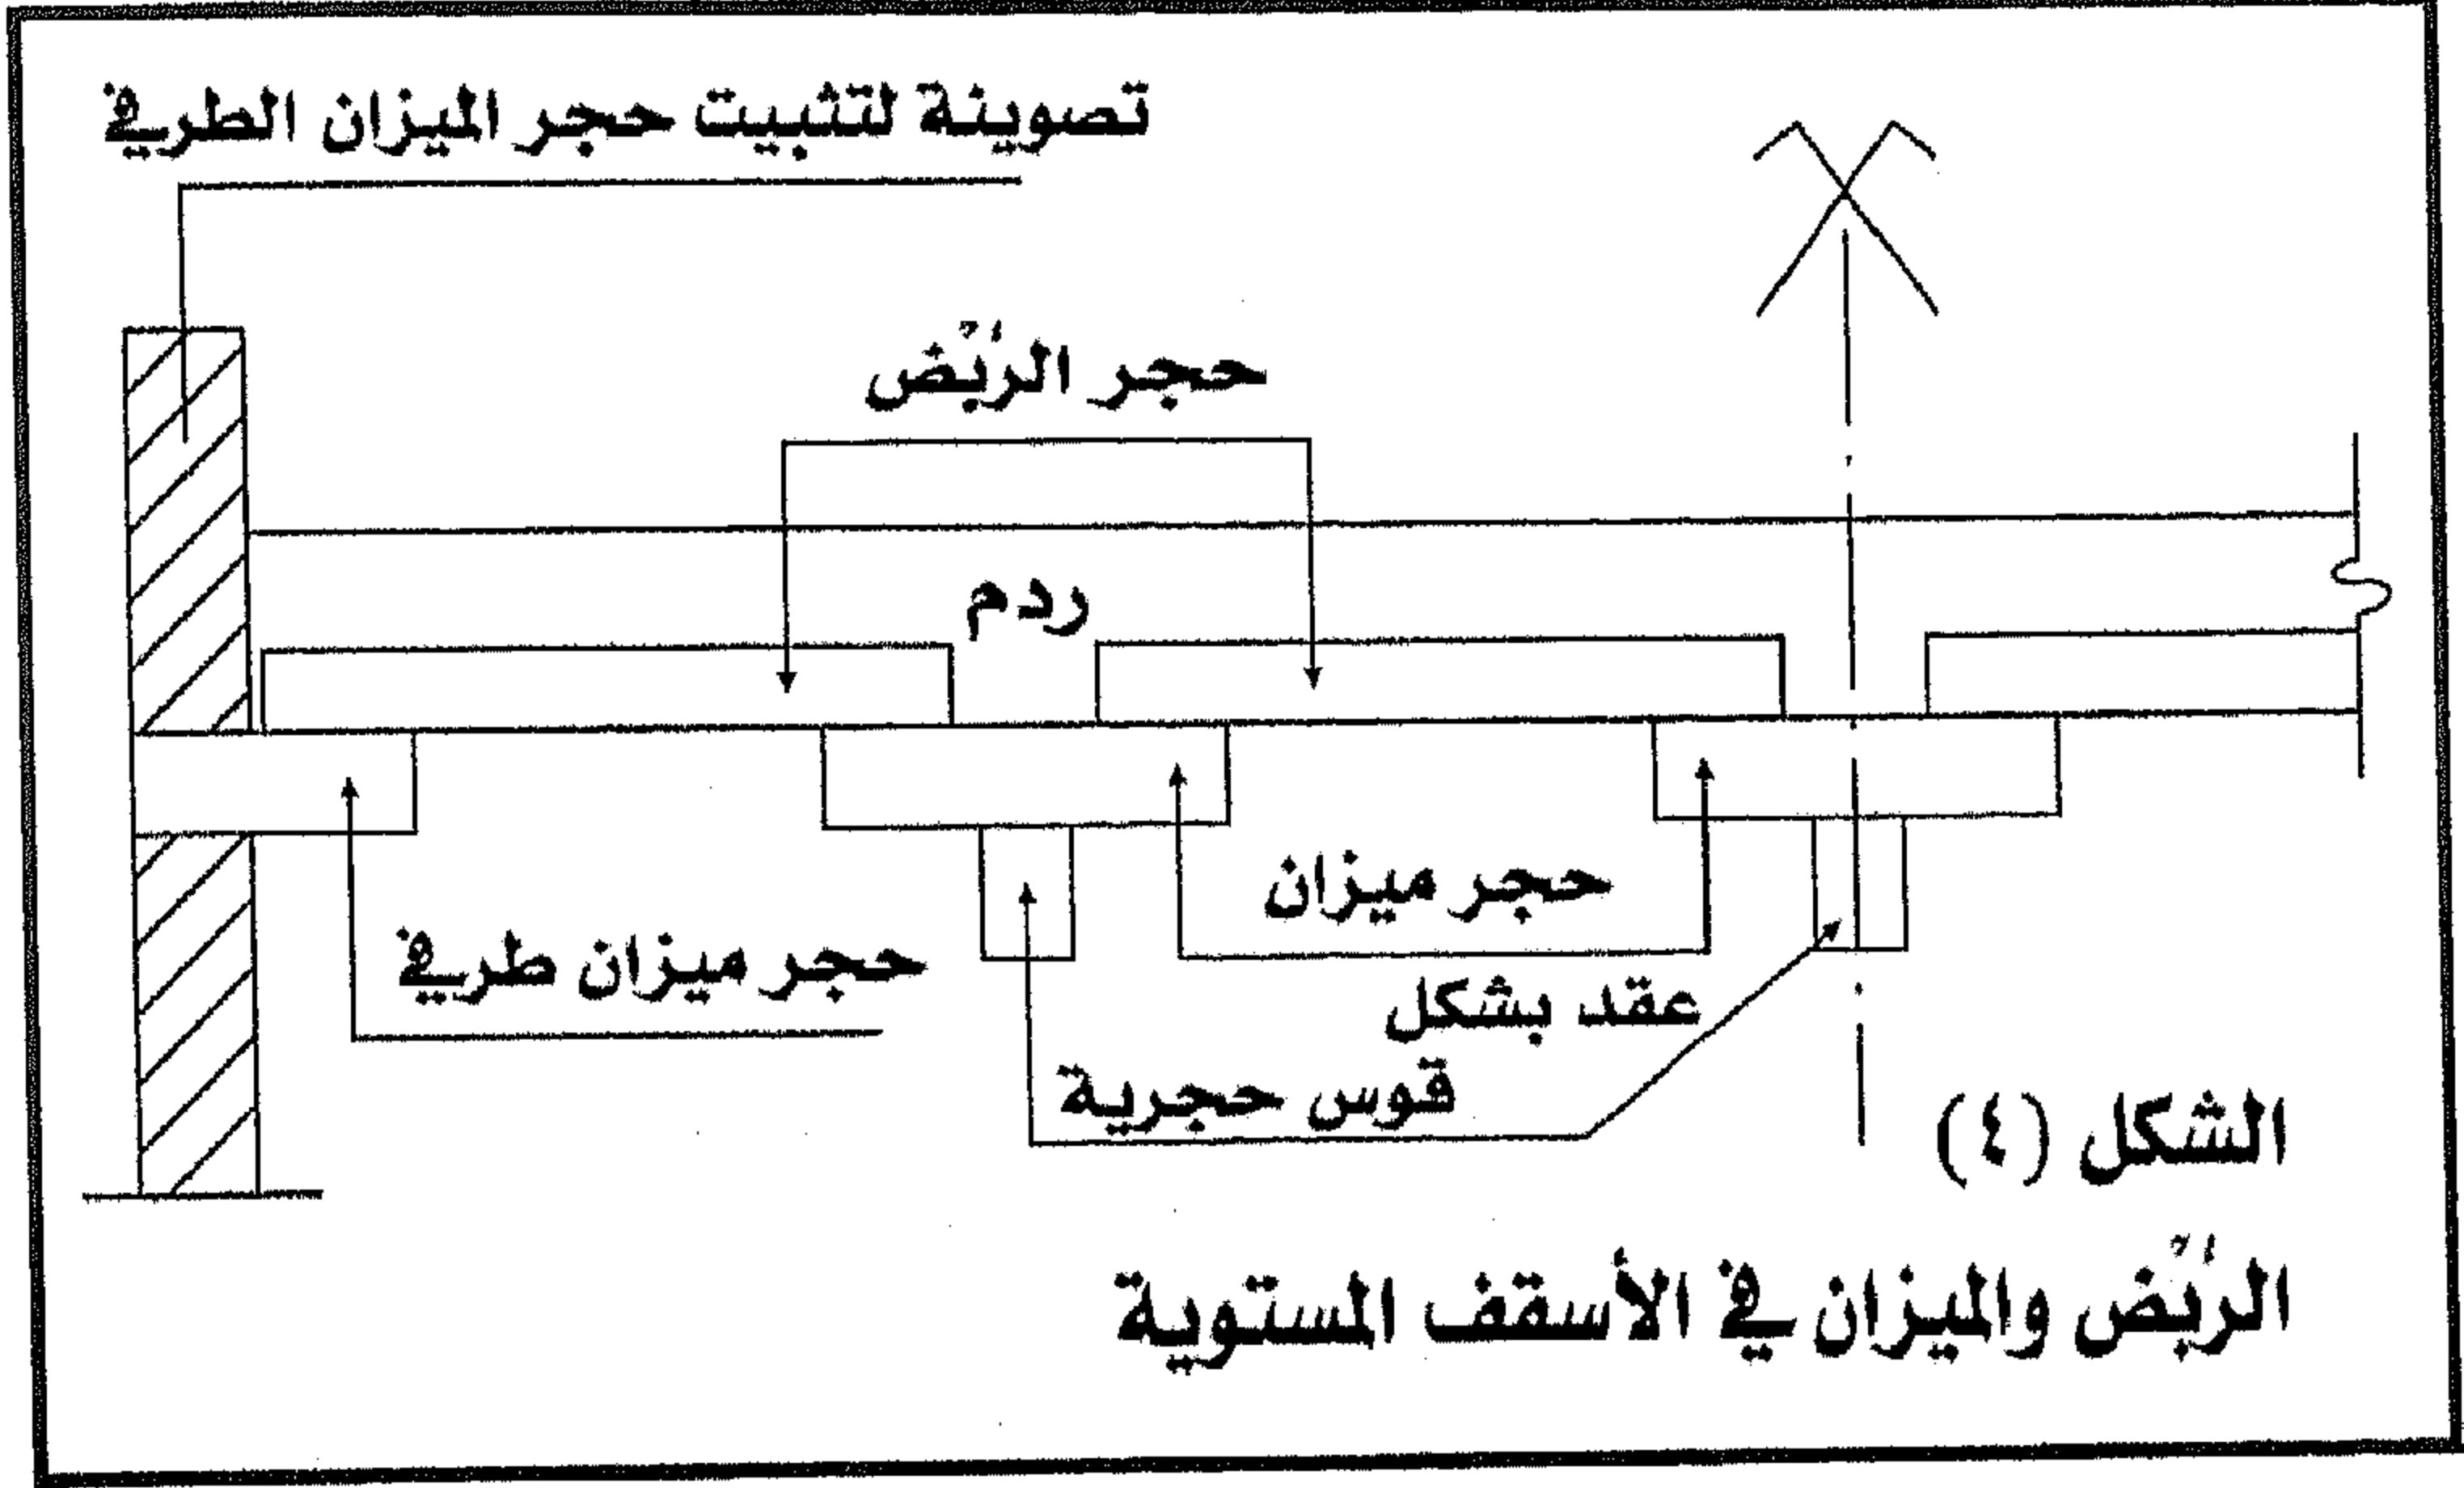 تصوينة لتثبيت حجر الميزان الطرفي
حجر الرُبْض
ردم
حجر ميزان
حجر ميزان طرفي
عقد بشكل
قوس حجرية
الشكل (٤)
الرُبْض والميزان في الأسقف المستوية